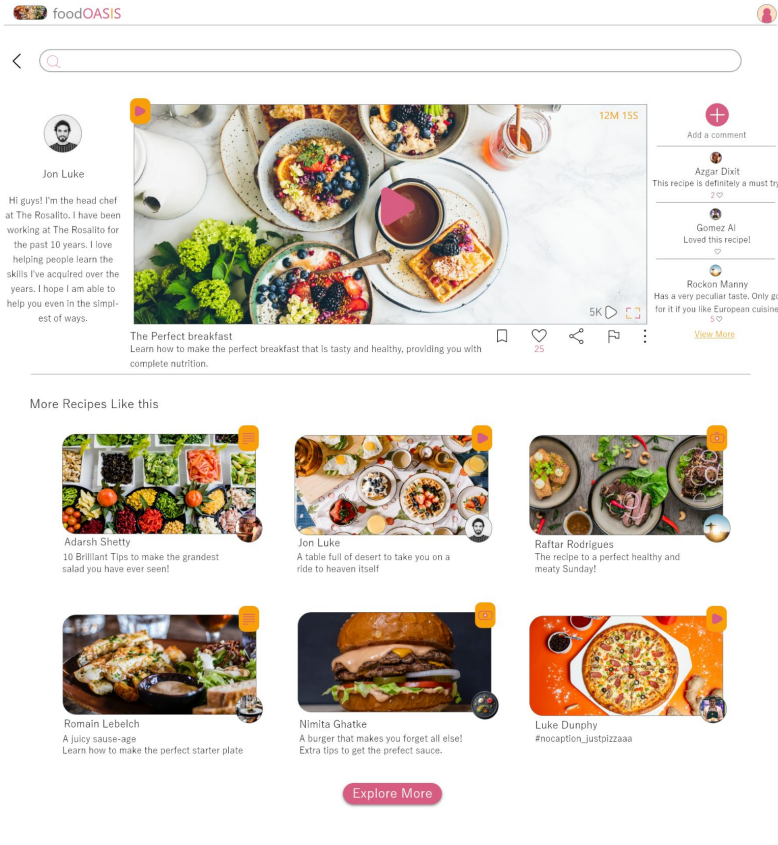 foodOASIS
12M 15S
Jon Luke
Hi guys! I'm the head chef
at The Rosalito. I have been
working at The Rosalito for
the past 10 years. I love
helping people learn the
skills I've acquired over the
years. I hope I am able to
help you even in the simpl-
est of ways.
5K
The Perfect breakfast
Learn how to make the perfect breakfast that is tasty and healthy, providing you with
complete nutrition.
25
Add a comment
Azgar Dixit
This recipe is definitely a must try
2
Gomez Al
Loved this recipe!
Rockon Manny
Has a very peculiar taste. Only go
for it if you like European cuisine
5
View More
More Recipes Like this
Adarsh Shetty
10 Brilliant Tips to make the grandest
salad you have ever seen!
Jon Luke
A table full of desert to take you on a
ride to heaven itself
Raftar Rodrigues
The recipe to a perfect healthy and
meaty Sunday!
Romain Lebelch
A juicy sause-age
Learn how to make the perfect starter plate
Nimita Ghatke
A burger that makes you forget all else!
Extra tips to get the prefect sauce.
Luke Dunphy
#nocaption_justpizzaaa
Explore More